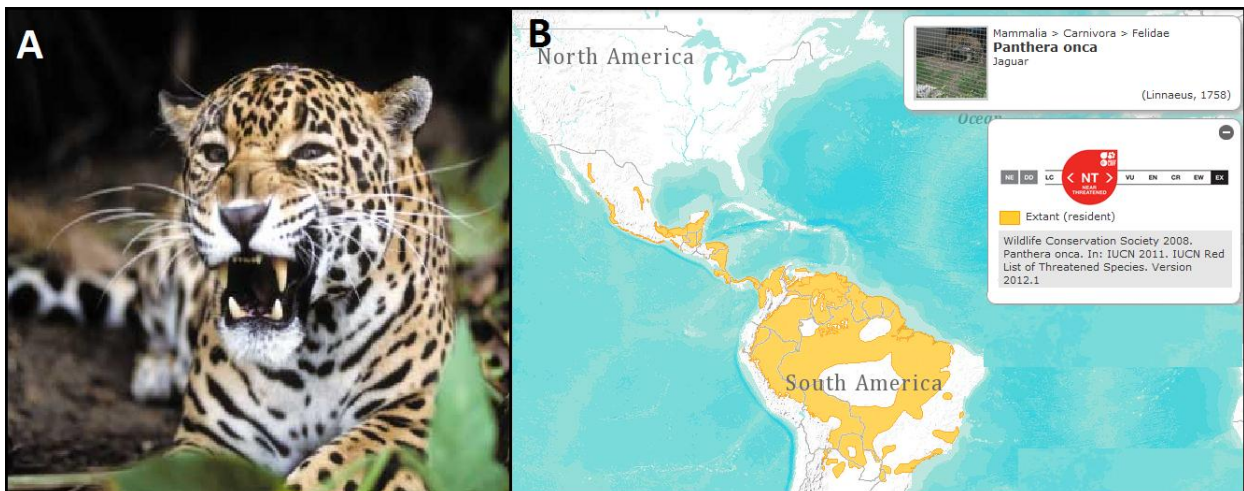 A
B
North America
Mammalia > Carnivora > Felidae
Panthera onca
Jaguar
(Linnaeus, 1758)
Ocean
NE DD LC < NT > VU EN CR EW EX
NEAR
THREATENED
Extant (resident)
Wildlife Conservation Society 2008.
Panthera onca. In: IUCN 2011. IUCN Red
List of Threatened Species. Version
2012.1
South America